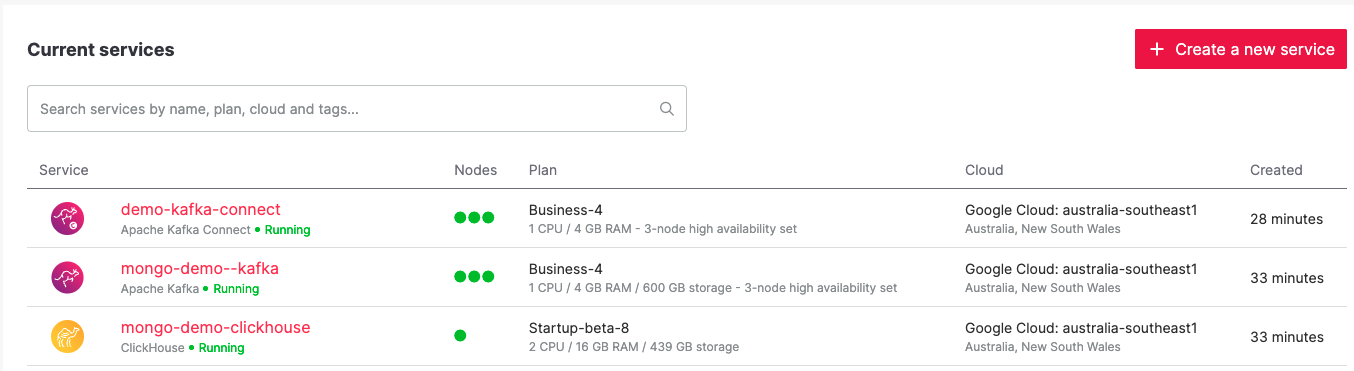 Current services
+ Create a new service
Search services by name, plan, cloud and tags...
Service Nodes Plan Cloud Created
demo-kafka-connect Business-4 Google Cloud: australia-southeast1 28 minutes
Apache Kafka Connect • Running 1 CPU / 4 GB RAM - 3-node high availability set Australia, New South Wales
mongo-demo--kafka Business-4 Google Cloud: australia-southeast1 33 minutes
Apache Kafka • Running 1 CPU / 4 GB RAM / 600 GB storage - 3-node high availability set Australia, New South Wales
mongo-demo-clickhouse Startup-beta-8 Google Cloud: australia-southeast1 33 minutes
ClickHouse • Running 2 CPU / 16 GB RAM / 439 GB storage Australia, New South Wales